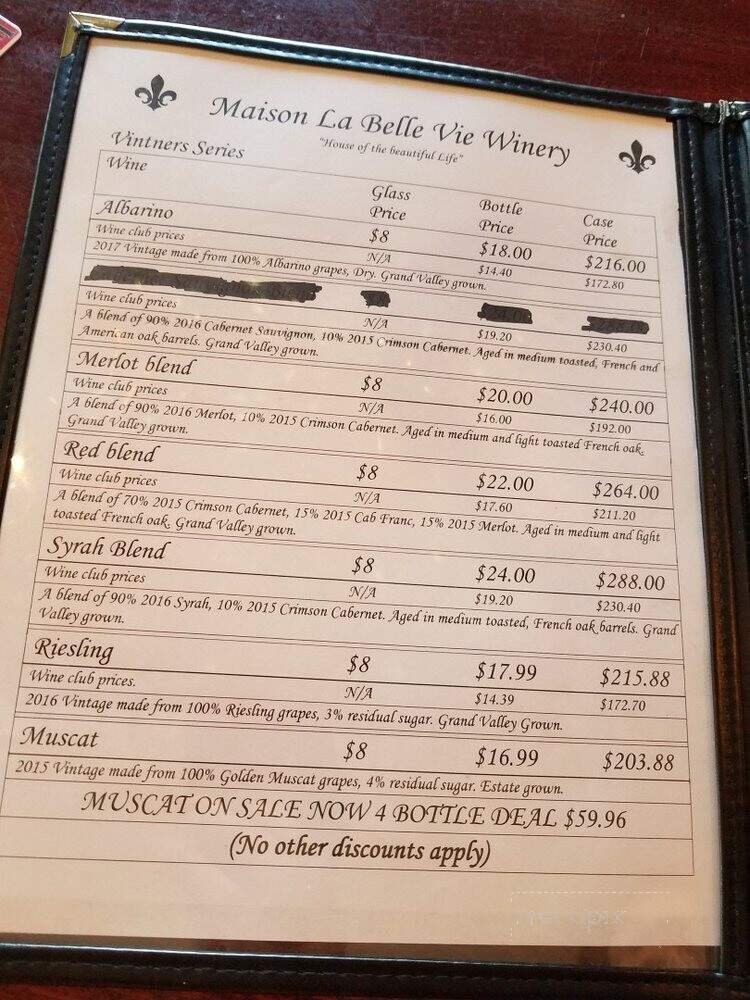 Maison La Belle Vie Winery
"House of the beautiful Life"
Vintners Series
Wine Glass Price Bottle Price Case Price
Albarino $8 $18.00 $216.00
Wine club prices N/A $14.40 $172.80
2017 Vintage made from 100% Albarino grapes, Dry. Grand Valley grown.
Wine club prices N/A $19.20 $230.40
A blend of 90% 2016 Cabernet Sauvignon, 10% 2015 Crimson Cabernet. Aged in medium toasted, French and
American oak barrels. Grand Valley grown.
Merlot blend $8 $20.00 $240.00
Wine club prices N/A $16.00 $192.00
A blend of 90% 2016 Merlot, 10% 2015 Crimson Cabernet. Aged in medium and light toasted French oak.
Grand Valley grown.
Red blend $8 $22.00 $264.00
Wine club prices N/A $17.60 $211.20
A blend of 70% 2015 Crimson Cabernet, 15% 2015 Cab Franc, 15% 2015 Merlot. Aged in medium and light
toasted French oak. Grand Valley grown.
Syrah Blend $8 $24.00 $288.00
Wine club prices N/A $19.20 $230.40
A blend of 90% 2016 Syrah, 10% 2015 Crimson Cabernet. Aged in medium toasted, French oak barrels. Grand
Valley grown.
Riesling $8 $17.99 $215.88
Wine club prices. N/A $14.39 $172.70
2016 Vintage made from 100% Riesling grapes, 3% residual sugar. Grand Valley Grown.
Muscat $8 $16.99 $203.88
2015 Vintage made from 100% Golden Muscat grapes, 4% residual sugar. Estate grown.
MUSCAT ON SALE NOW 4 BOTTLE DEAL $59.96
(No other discounts apply)